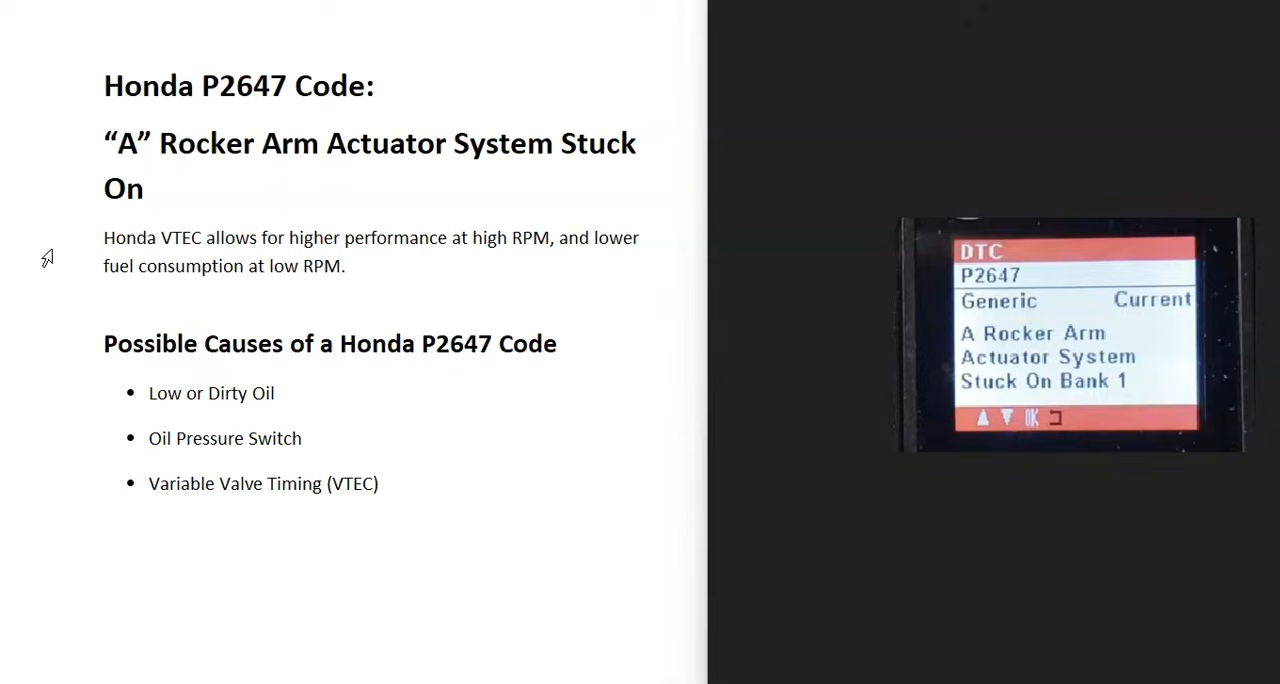 Honda P2647 Code:
“A” Rocker Arm Actuator System Stuck
On
Honda VTEC allows for higher performance at high RPM, and lower
fuel consumption at low RPM.
Possible Causes of a Honda P2647 Code
• Low or Dirty Oil
• Oil Pressure Switch
• Variable Valve Timing (VTEC)
DTC
P2647
Generic Current
A Rocker Arm
Actuator System
Stuck On Bank 1
OK